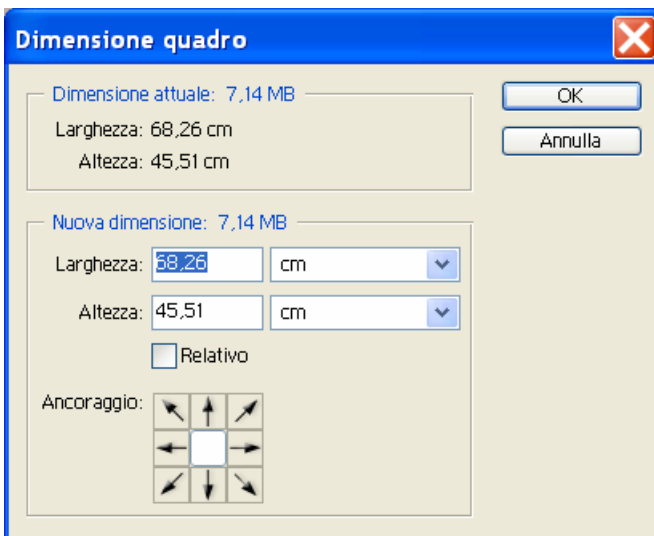 Dimensione quadro
Dimensione attuale: 7,14 MB
Larghezza: 68,26 cm
Altezza: 45,51 cm
OK
Annulla
Nuova dimensione: 7,14 MB
Larghezza: 68,26 cm
Altezza: 45,51 cm
Relativo
Ancoraggio: